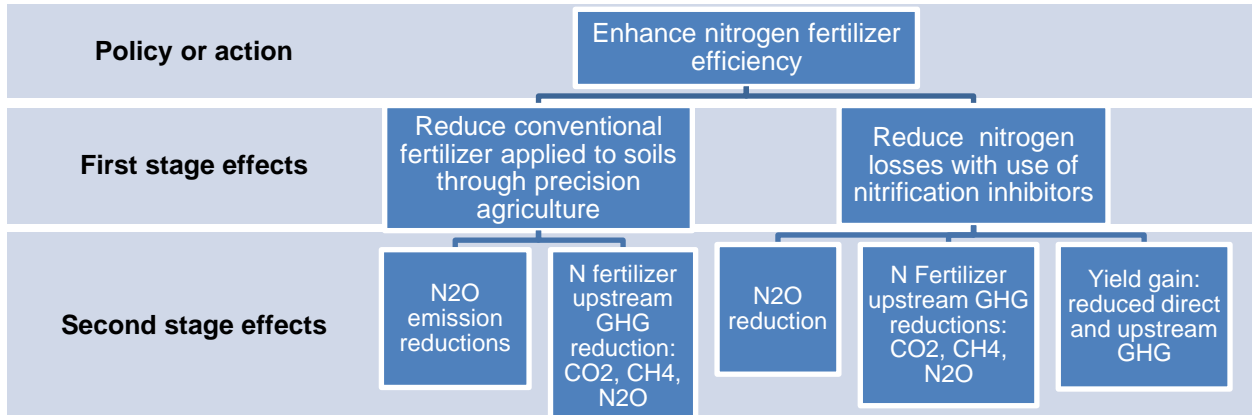 Policy or action
Enhance nitrogen fertilizer
efficiency
First stage effects
Reduce conventional
fertilizer applied to soils
through precision
agriculture
Reduce nitrogen
losses with use of
nitrification inhibitors
Second stage effects
N2O
emission
reductions
N fertilizer
upstream
GHG
reduction:
CO2, CH4,
N2O
N2O
reduction
N Fertilizer
upstream GHG
reductions:
CO2, CH4,
N2O
Yield gain:
reduced direct
and upstream
GHG